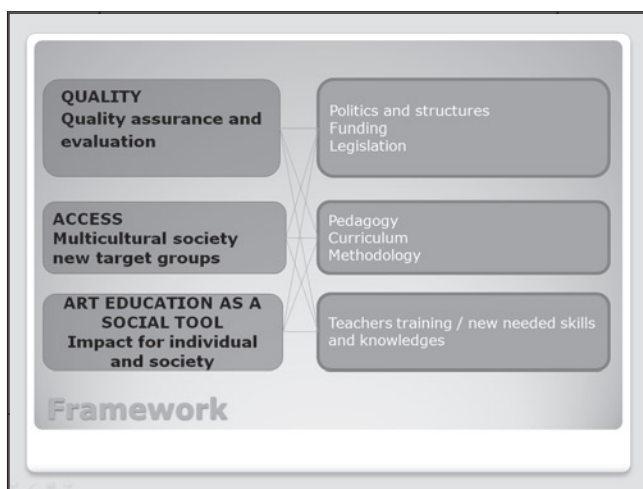 QUALITY
Quality assurance and
evaluation
ACCESS
Multicultural society
new target groups
ART EDUCATION AS A
SOCIAL TOOL
Impact for individual
and society
Politics and structures
Funding
Legislation
Pedagogy
Curriculum
Methodology
Teachers training / new needed skills
and knowledges
Framework